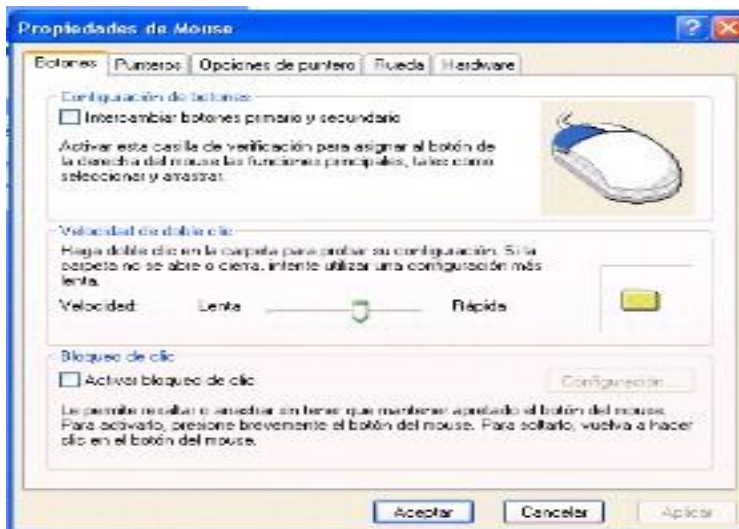 Propiedades de Mouse
Botones Punteros Opciones de puntero Rueda Hardware
Configuración de botones
Intercambiar botones primario y secundario
Activar esta casilla de verificación para asignar al botón de
la derecha del mouse las funciones principales, tales como
seleccionar y arrastrar.
Velocidad de doble clic
Haga doble clic en la carpeta para probar su configuración. Si la
carpeta no se abre o cierra, intente utilizar una configuración más
lenta.
Velocidad: Lenta Rápida
Bloqueo de clic
Activar bloqueo de clic
Configuración...
Le permite resaltar o arrastrar sin tener que mantener apretado el botón del mouse.
Para activarlo, presione brevemente el botón del mouse. Para soltarlo, vuelva a hacer
clic en el botón del mouse.
Aceptar Cancelar Aplicar